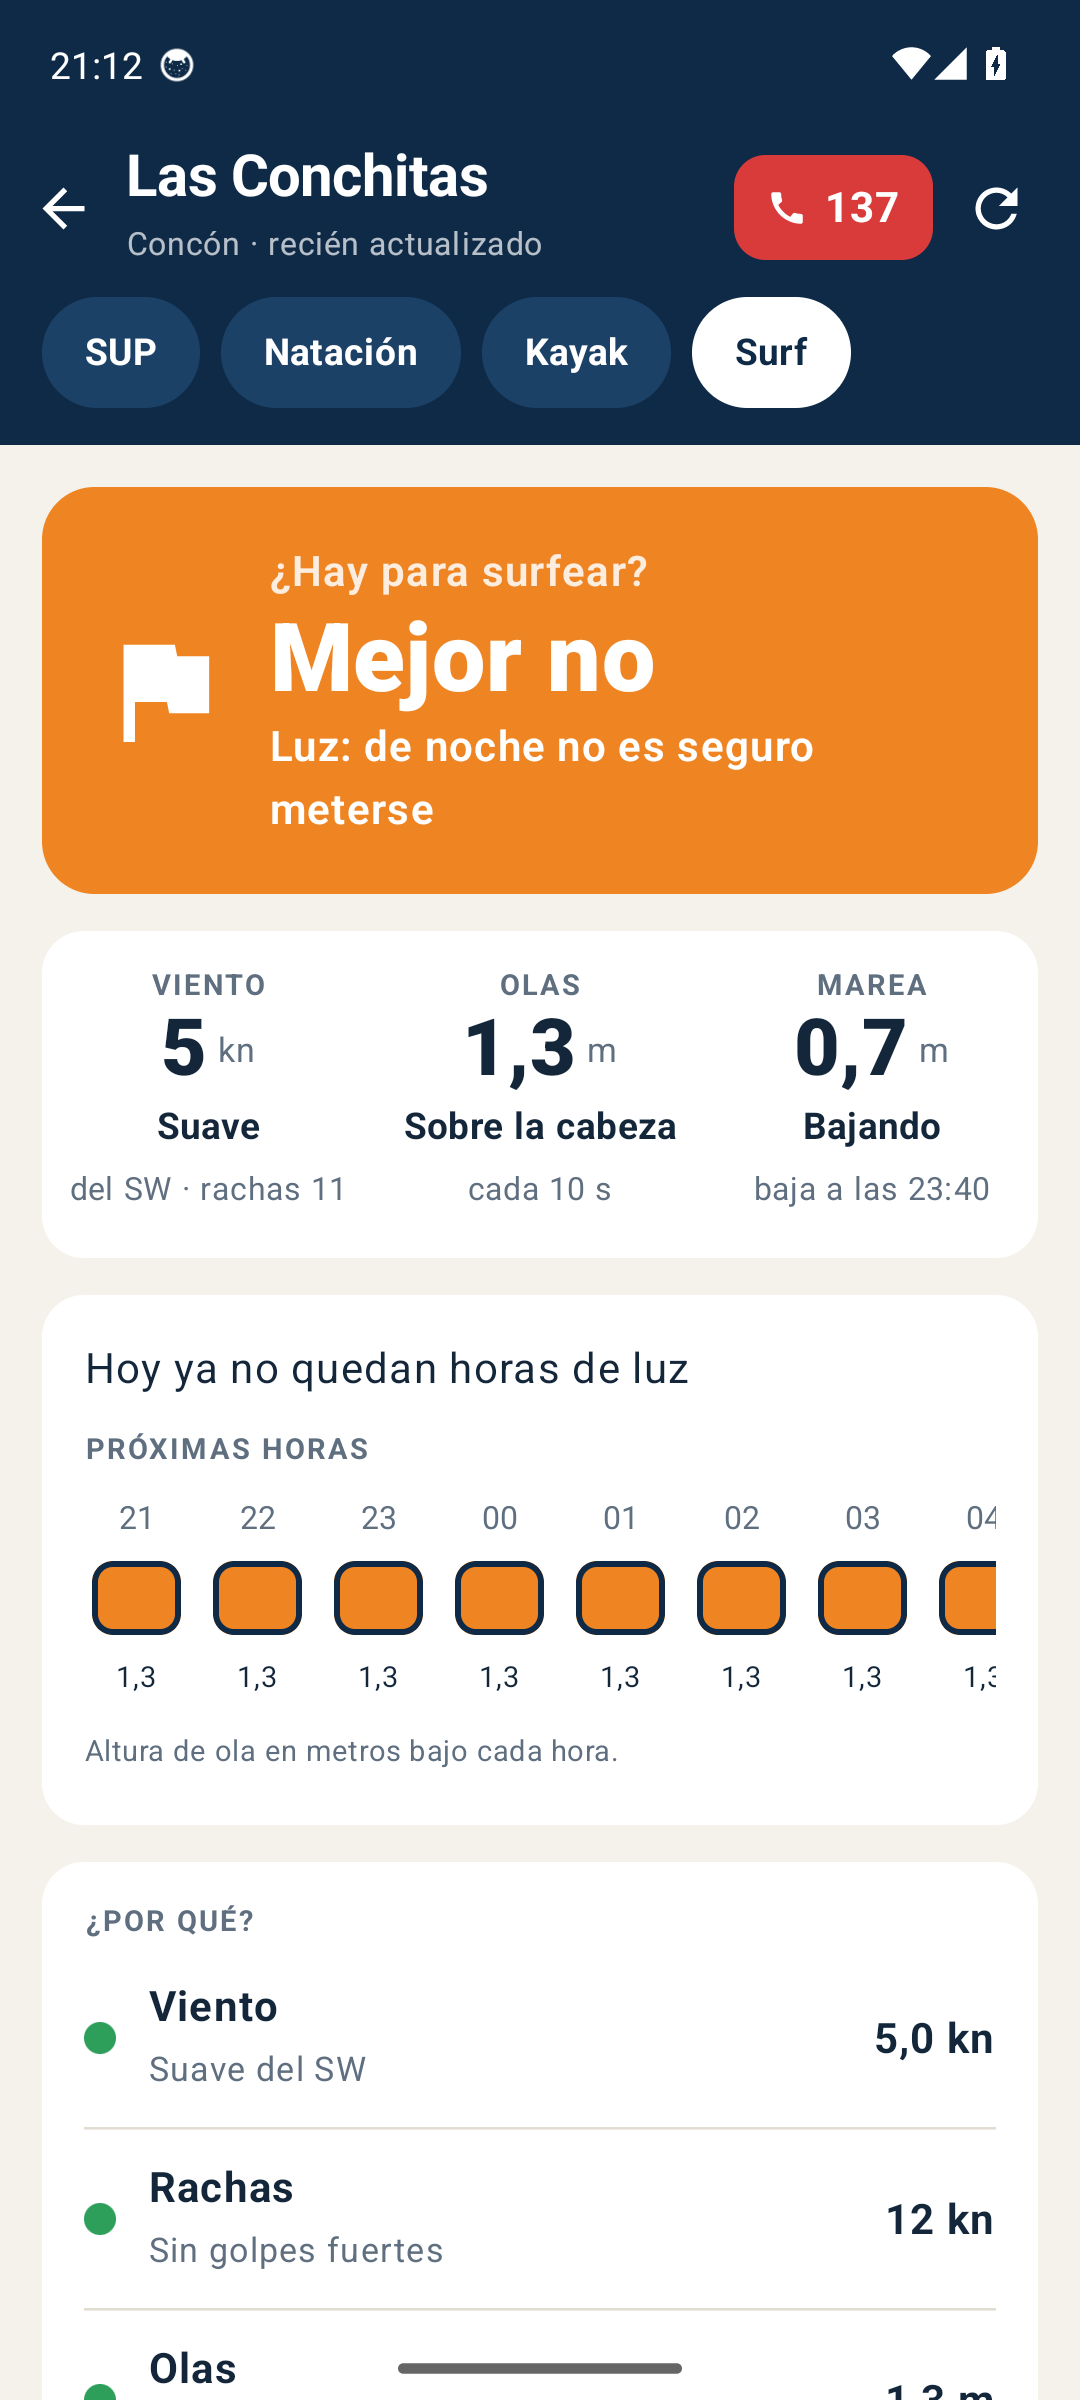 21:12
Las Conchitas
Concón · recién actualizado
137
SUP
Natación
Kayak
Surf
¿Hay para surfear?
Mejor no
Luz: de noche no es seguro
meterse
VIENTO OLAS MAREA
5 kn 1,3 m 0,7 m
Suave Sobre la cabeza Bajando
del SW · rachas 11 cada 10 s baja a las 23:40
Hoy ya no quedan horas de luz
PRÓXIMAS HORAS
21 22 23 00 01 02 03 04
1,3 1,3 1,3 1,3 1,3 1,3 1,3 1,3
Altura de ola en metros bajo cada hora.
¿POR QUÉ?
Viento
Suave del SW
5,0 kn
Rachas
Sin golpes fuertes
12 kn
Olas
1,3 m